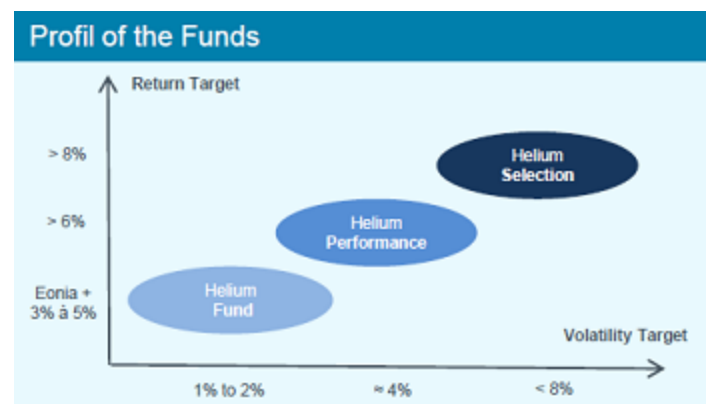 Profil of the Funds
Return Target
> 8%
Helium
Selection
> 6%
Helium
Performance
Eonia +
3% à 5%
Helium
Fund
Volatility Target
1% to 2%
≈ 4%
< 8%